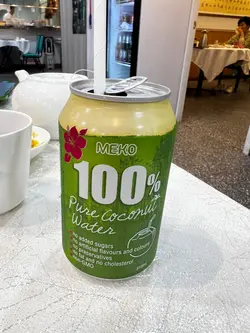 MEKO
100%
Pure Coconut
Water
no added sugars
no artificial flavours and colours
no preservatives
no fat and no cholesterol
non-GMO